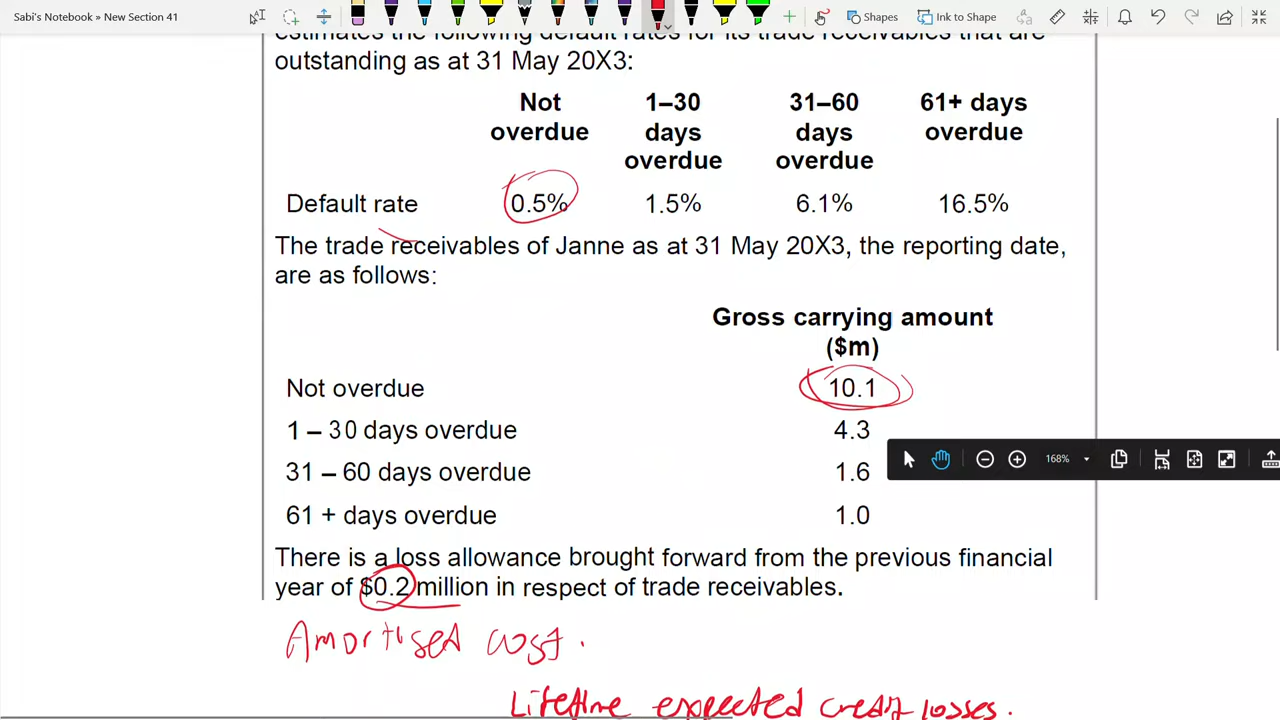 Sabi's Notebook » New Section 41
Shapes
Ink to Shape
estimates the following default rates for its trade receivables that are
outstanding as at 31 May 20X3:
Not overdue
1–30 days overdue
31–60 days overdue
61+ days overdue
Default rate 0.5% 1.5% 6.1% 16.5%
The trade receivables of Janne as at 31 May 20X3, the reporting date,
are as follows:
Gross carrying amount
($m)
Not overdue 10.1
1 – 30 days overdue 4.3
31 – 60 days overdue 1.6
168%
61 + days overdue 1.0
There is a loss allowance brought forward from the previous financial
year of $0.2 million in respect of trade receivables.
Amortised cost.
Lifetime expected credit losses.